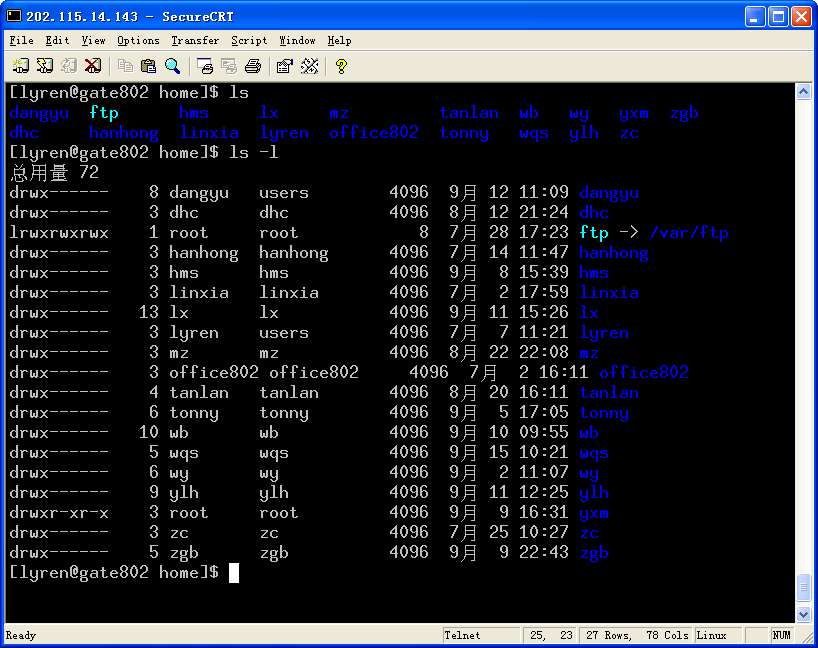 202.115.14.143 - SecureCRT
File Edit View Options Transfer Script Window Help
[lyren@gate802 home]$ ls
dangyu ftp hms lx mz tanlan wb wy yxm zgb
dhc hanhong linxia lyren office802 tonny wqs ylh zc
[lyren@gate802 home]$ ls -l
总用量 72
drwx------ 8 dangyu users 4096 9月 12 11:09 dangyu
drwx------ 3 dhc dhc 4096 8月 12 21:24 dhc
lrwxrwxrwx 1 root root 8 7月 28 17:23 ftp -> /var/ftp
drwx------ 3 hanhong hanhong 4096 7月 14 11:47 hanhong
drwx------ 3 hms hms 4096 9月 8 15:39 hms
drwx------ 3 linxia linxia 4096 7月 2 17:59 linxia
drwx------ 13 lx lx 4096 9月 11 15:26 lx
drwx------ 3 lyren users 4096 7月 7 11:21 lyren
drwx------ 3 mz mz 4096 8月 22 22:08 mz
drwx------ 3 office802 office802 4096 7月 2 16:11 office802
drwx------ 4 tanlan tanlan 4096 8月 20 16:11 tanlan
drwx------ 6 tonny tonny 4096 9月 5 17:05 tonny
drwx------ 10 wb wb 4096 9月 10 09:55 wb
drwx------ 5 wqs wqs 4096 9月 15 10:21 wqs
drwx------ 6 wy wy 4096 9月 2 11:07 wy
drwx------ 9 ylh ylh 4096 9月 11 12:25 ylh
drwxr-xr-x 3 root root 4096 9月 9 16:31 yxm
drwx------ 3 zc zc 4096 7月 25 10:27 zc
drwx------ 5 zgb zgb 4096 9月 9 22:43 zgb
[lyren@gate802 home]$
Ready Telnet 25, 23 27 Rows, 78 Cols Linux NUM